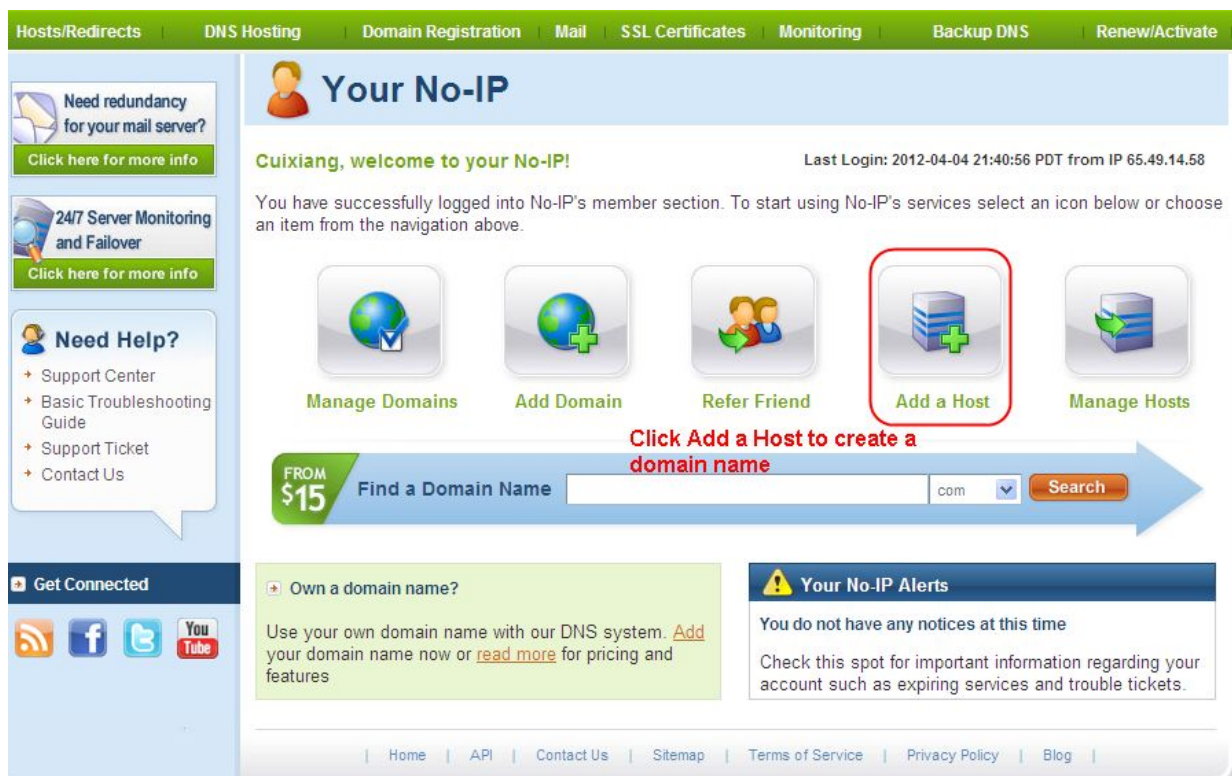 Hosts/Redirects | DNS Hosting | Domain Registration | Mail | SSL Certificates | Monitoring | Backup DNS | Renew/Activate
Need redundancy
for your mail server?
Click here for more info
24/7 Server Monitoring
and Failover
Click here for more info
Need Help?
Support Center
Basic Troubleshooting
Guide
Support Ticket
Contact Us
Get Connected
You
Tube
Your No-IP
Cuixiang, welcome to your No-IP!
Last Login: 2012-04-04 21:40:56 PDT from IP 65.49.14.58
You have successfully logged into No-IP's member section. To start using No-IP's services select an icon below or choose
an item from the navigation above.
Manage Domains
Add Domain
Refer Friend
Add a Host
Manage Hosts
Click Add a Host to create a
domain name
FROM
$15
Find a Domain Name
com
Search
Own a domain name?
Use your own domain name with our DNS system. Add
your domain name now or read more for pricing and
features
Your No-IP Alerts
You do not have any notices at this time
Check this spot for important information regarding your
account such as expiring services and trouble tickets.
| Home | API | Contact Us | Sitemap | Terms of Service | Privacy Policy | Blog |